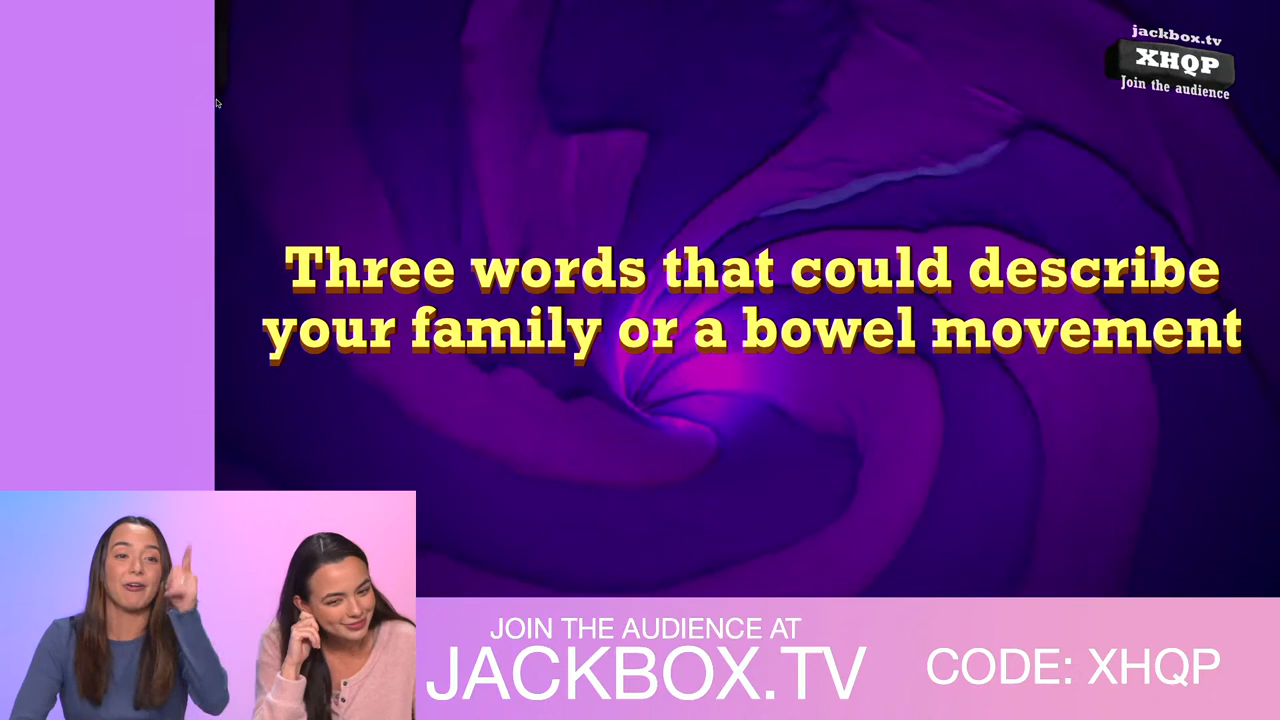 jackbox.tv
XHQP
Join the audience
Three words that could describe
your family or a bowel movement
JOIN THE AUDIENCE AT
JACKBOX.TV
CODE: XHQP